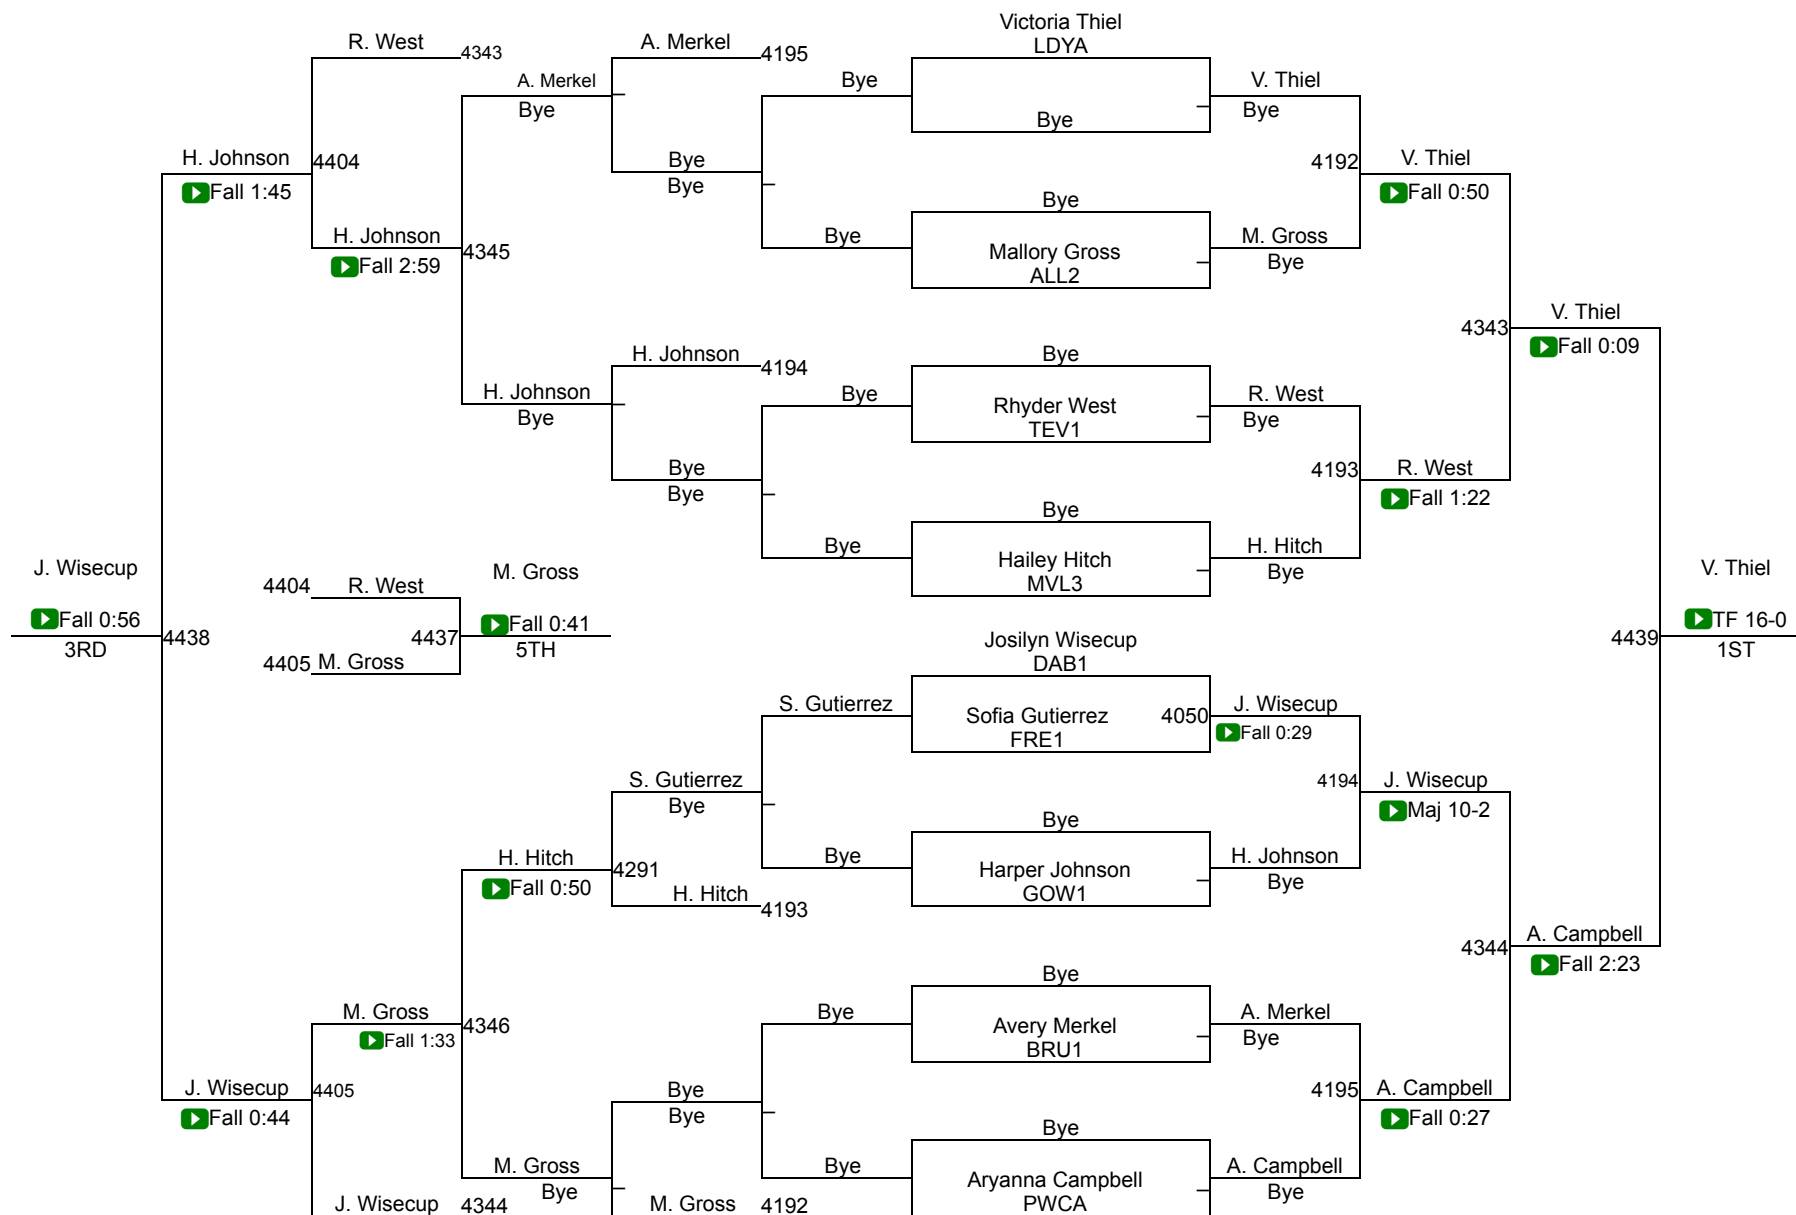 Victoria Thiel
LDYA
R. West
4343
A. Merkel
4195
A. Merkel
Bye
Bye
Bye
V. Thiel
Bye
H. Johnson
4404
Fall 1:45
Bye
Bye
4192
V. Thiel
Fall 0:50
H. Johnson
4345
Fall 2:59
Bye
Bye
Mallory Gross
ALL2
M. Gross
Bye
4343
V. Thiel
Fall 0:09
H. Johnson
4194
H. Johnson
Bye
Bye
Bye
Rhyder West
TEV1
R. West
Bye
Bye
Bye
4193
R. West
Fall 1:22
Bye
Bye
Hailey Hitch
MVL3
H. Hitch
Bye
J. Wisecup
Fall 0:56
3RD
4438
4404
R. West
4405
M. Gross
4437
M. Gross
Fall 0:41
5TH
V. Thiel
4439
TF 16-0
1ST
Josilyn Wisecup
DAB1
S. Gutierrez
Sofia Gutierrez
4050
FRE1
J. Wisecup
Fall 0:29
S. Gutierrez
Bye
4194
J. Wisecup
Maj 10-2
H. Hitch
Fall 0:50
4291
H. Hitch
4193
Bye
Bye
Harper Johnson
GOW1
H. Johnson
Bye
4344
A. Campbell
Fall 2:23
M. Gross
4346
Fall 1:33
Bye
Bye
Avery Merkel
BRU1
A. Merkel
Bye
J. Wisecup
4405
Fall 0:44
Bye
Bye
4195
A. Campbell
Fall 0:27
M. Gross
Bye
Bye
Bye
Aryanna Campbell
PWCA
A. Campbell
Bye
J. Wisecup
4344
M. Gross
4192